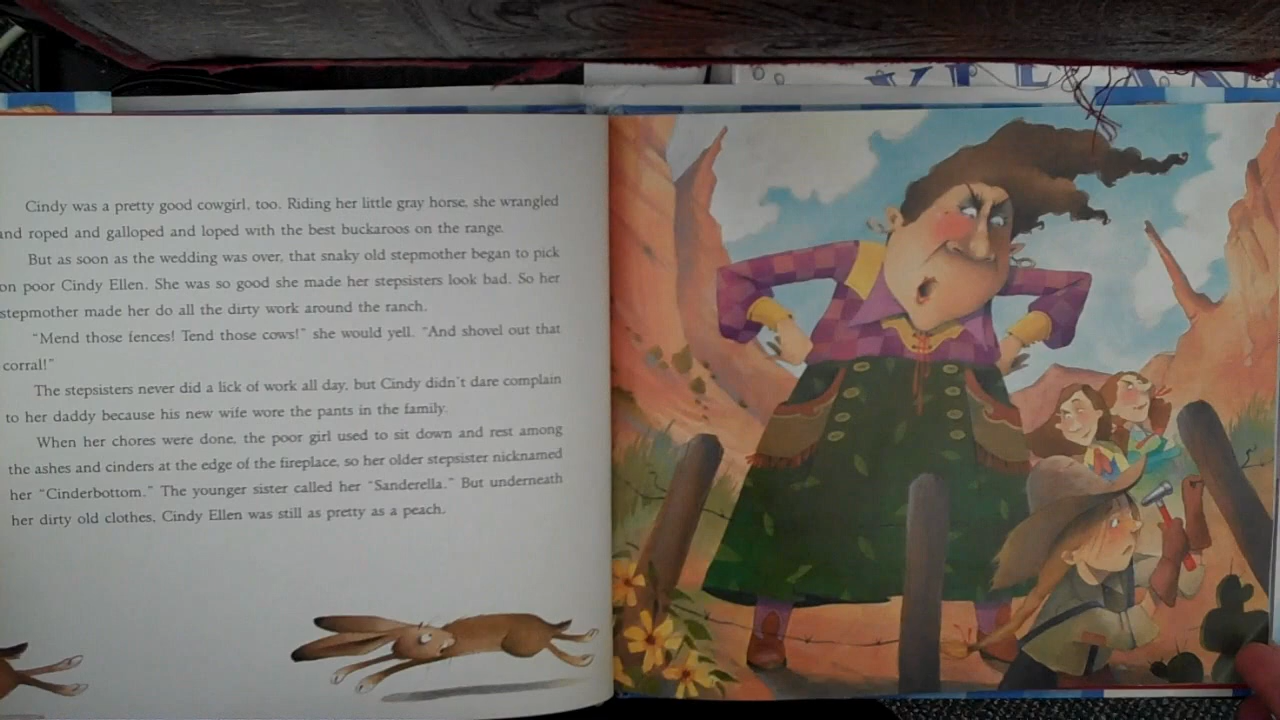 Cindy was a pretty good cowgirl, too. Riding her little gray horse, she wrangled
and roped and galloped and loped with the best buckaroos on the range.
But as soon as the wedding was over, that snaky old stepmother began to pick
on poor Cindy Ellen. She was so good she made her stepsisters look bad. So her
stepmother made her do all the dirty work around the ranch.
"Mend those fences! Tend those cows!" she would yell. "And shovel out that
corral!"
The stepsisters never did a lick of work all day, but Cindy didn't dare complain
to her daddy because his new wife wore the pants in the family.
When her chores were done, the poor girl used to sit down and rest among
the ashes and cinders at the edge of the fireplace, so her older stepsister nicknamed
her "Cinderbottom." The younger sister called her "Sanderella." But underneath
her dirty old clothes, Cindy Ellen was still as pretty as a peach.